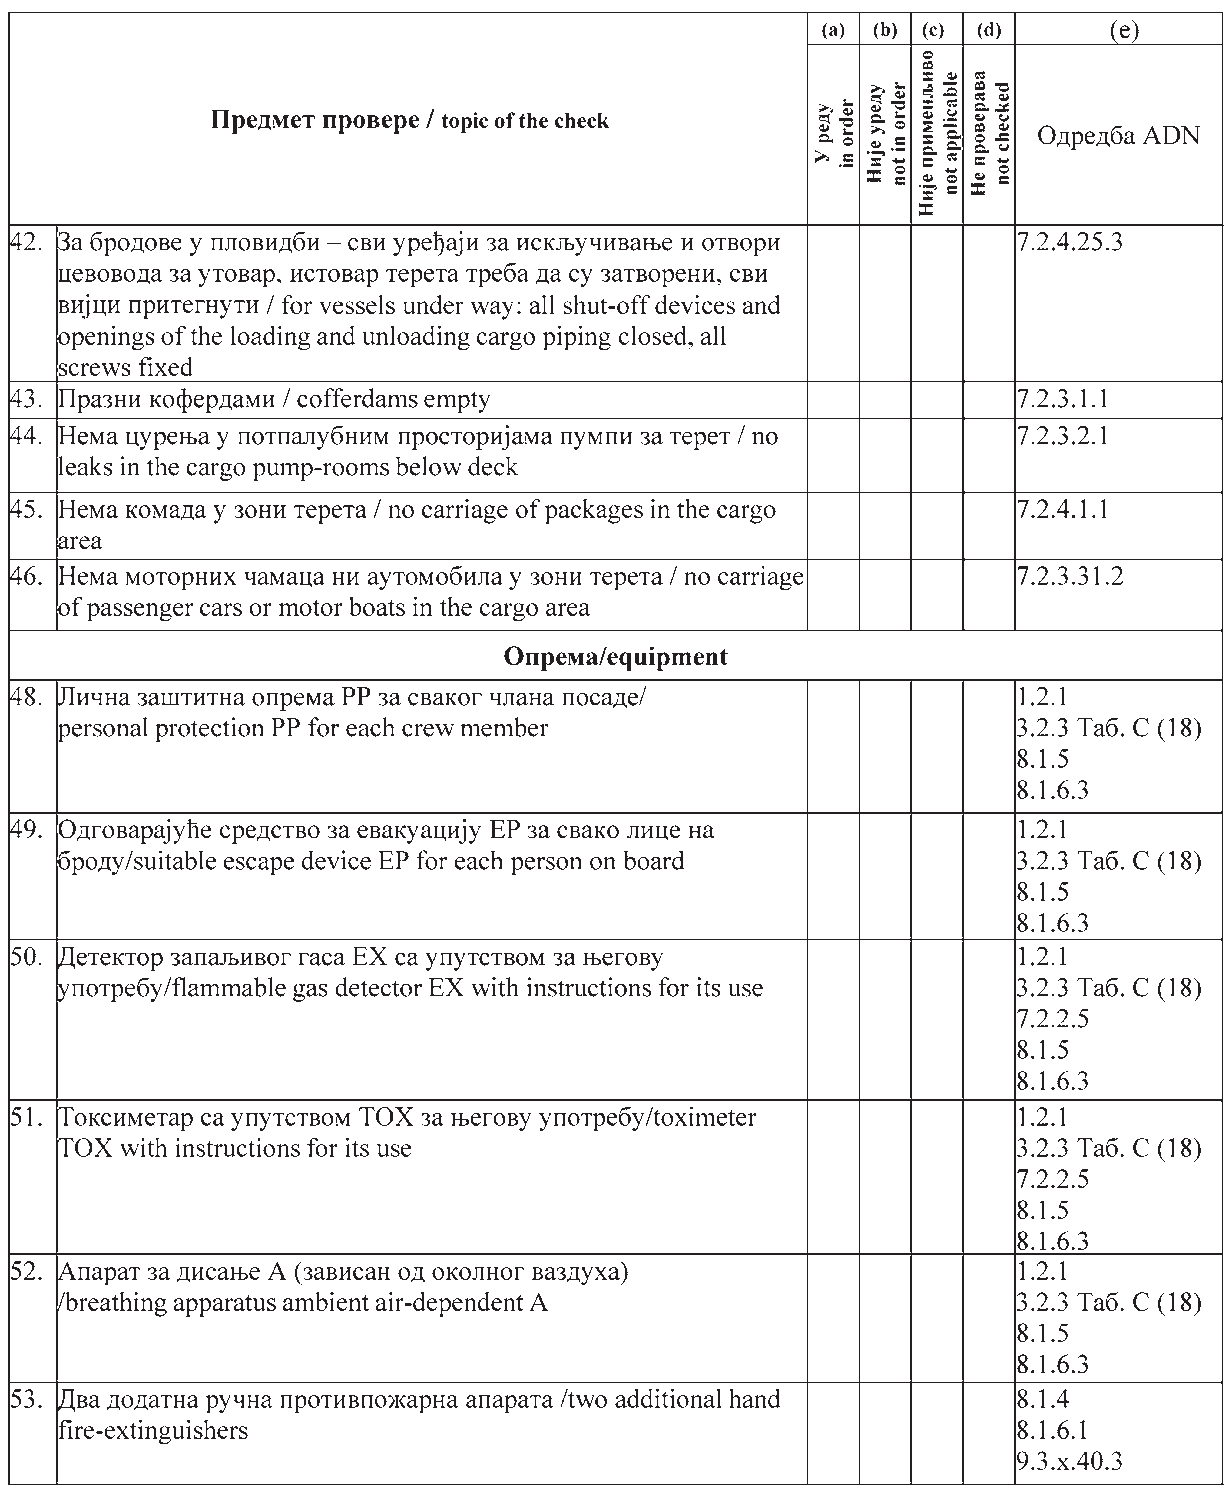 Предмет провере / topic of the check
(a)
(b)
(c)
(d)
(e)
У реду
in order
Није уреду
not in order
Није применљиво
not applicable
Не проверава
not checked
Одредба ADN
42. За бродове у пловидби – сви уређаји за искључивање и отвори 7.2.4.25.3
цевовода за утовар, истовар терета треба да су затворени, сви
вијци притегнути / for vessels under way: all shut-off devices and
openings of the loading and unloading cargo piping closed, all
screws fixed
43. Празни кофердами / cofferdams empty 7.2.3.1.1
44. Нема цурења у потпалубним просторијама пумпи за терет / no 7.2.3.2.1
leaks in the cargo pump-rooms below deck
45. Нема комада у зони терета / no carriage of packages in the cargo 7.2.4.1.1
area
46. Нема моторних чамаца ни аутомобила у зони терета / no carriage 7.2.3.31.2
of passenger cars or motor boats in the cargo area
Опрема/equipment
48. Лична заштитна опрема PP за сваког члана посаде/ 1.2.1
personal protection PP for each crew member 3.2.3 Таб. С (18)
8.1.5
8.1.6.3
49. Одговарајуће средство за евакуацију EP за свако лице на 1.2.1
броду/suitable escape device EP for each person on board 3.2.3 Таб. С (18)
8.1.5
8.1.6.3
50. Детектор запаљивог гаса EX са упутством за његову 1.2.1
употребу/flammable gas detector EX with instructions for its use 3.2.3 Таб. С (18)
7.2.2.5
8.1.5
8.1.6.3
51. Токсиметар са упутством TOX за његову употребу/toximeter 1.2.1
TOX with instructions for its use 3.2.3 Таб. С (18)
7.2.2.5
8.1.5
8.1.6.3
52. Апарат за дисање А (зависан од околног ваздуха) 1.2.1
/breathing apparatus ambient air-dependent A 3.2.3 Таб. С (18)
8.1.5
8.1.6.3
53. Два додатна ручна противпожарна апарата /two additional hand 8.1.4
fire-extinguishers 8.1.6.1
9.3.x.40.3